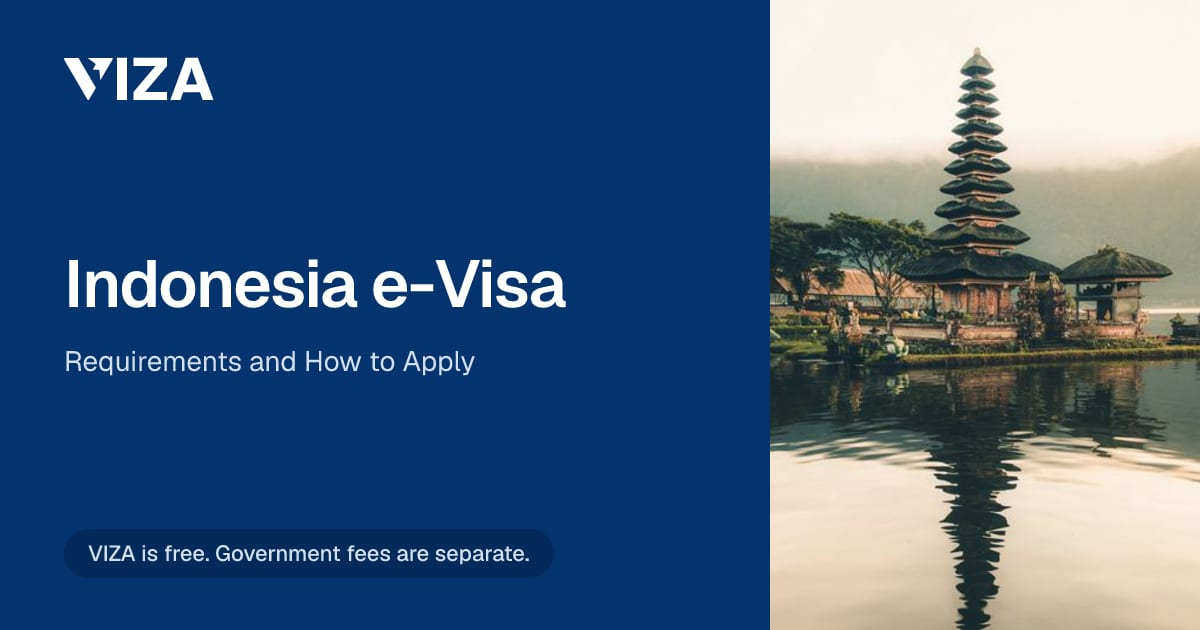 VIZA
Indonesia e-Visa
Requirements and How to Apply
VIZA is free. Government fees are separate.